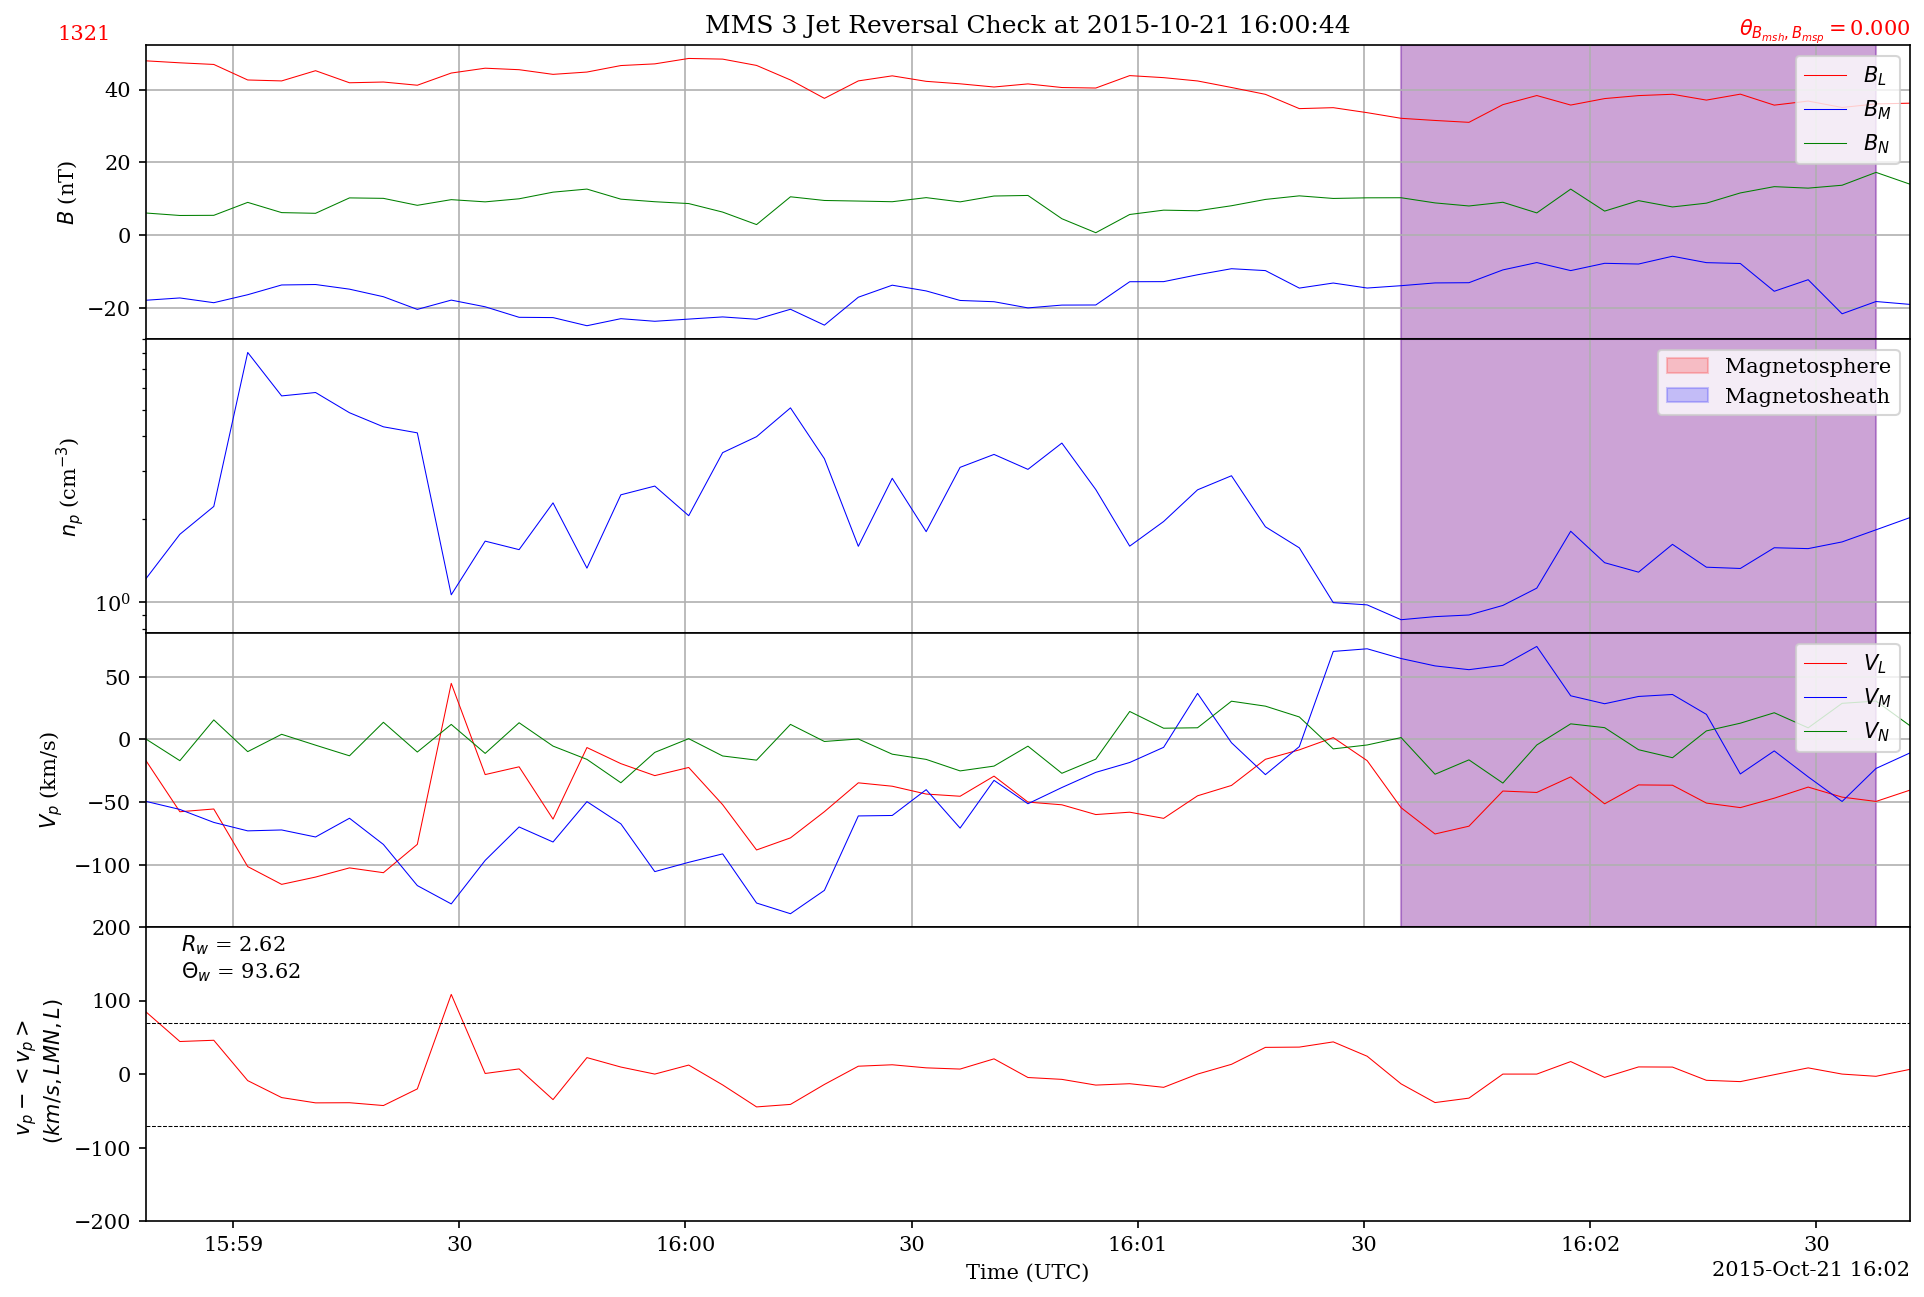 MMS 3 Jet Reversal Check at 2015-10-21 16:00:44
1321
θ_{B_{msh}, B_{msp}} = 0.000
40
20
0
−20
B (nT)
B_L
B_M
B_N
10^0
n_p (cm^{−3})
Magnetosphere
Magnetosheath
50
0
−50
−100
V_p (km/s)
V_L
V_M
V_N
200
100
0
−100
−200
v_p − < v_p >
(km/s, LMN, L)
R_w = 2.62
Θ_w = 93.62
15:59
30
16:00
30
16:01
30
16:02
30
Time (UTC)
2015-Oct-21 16:02